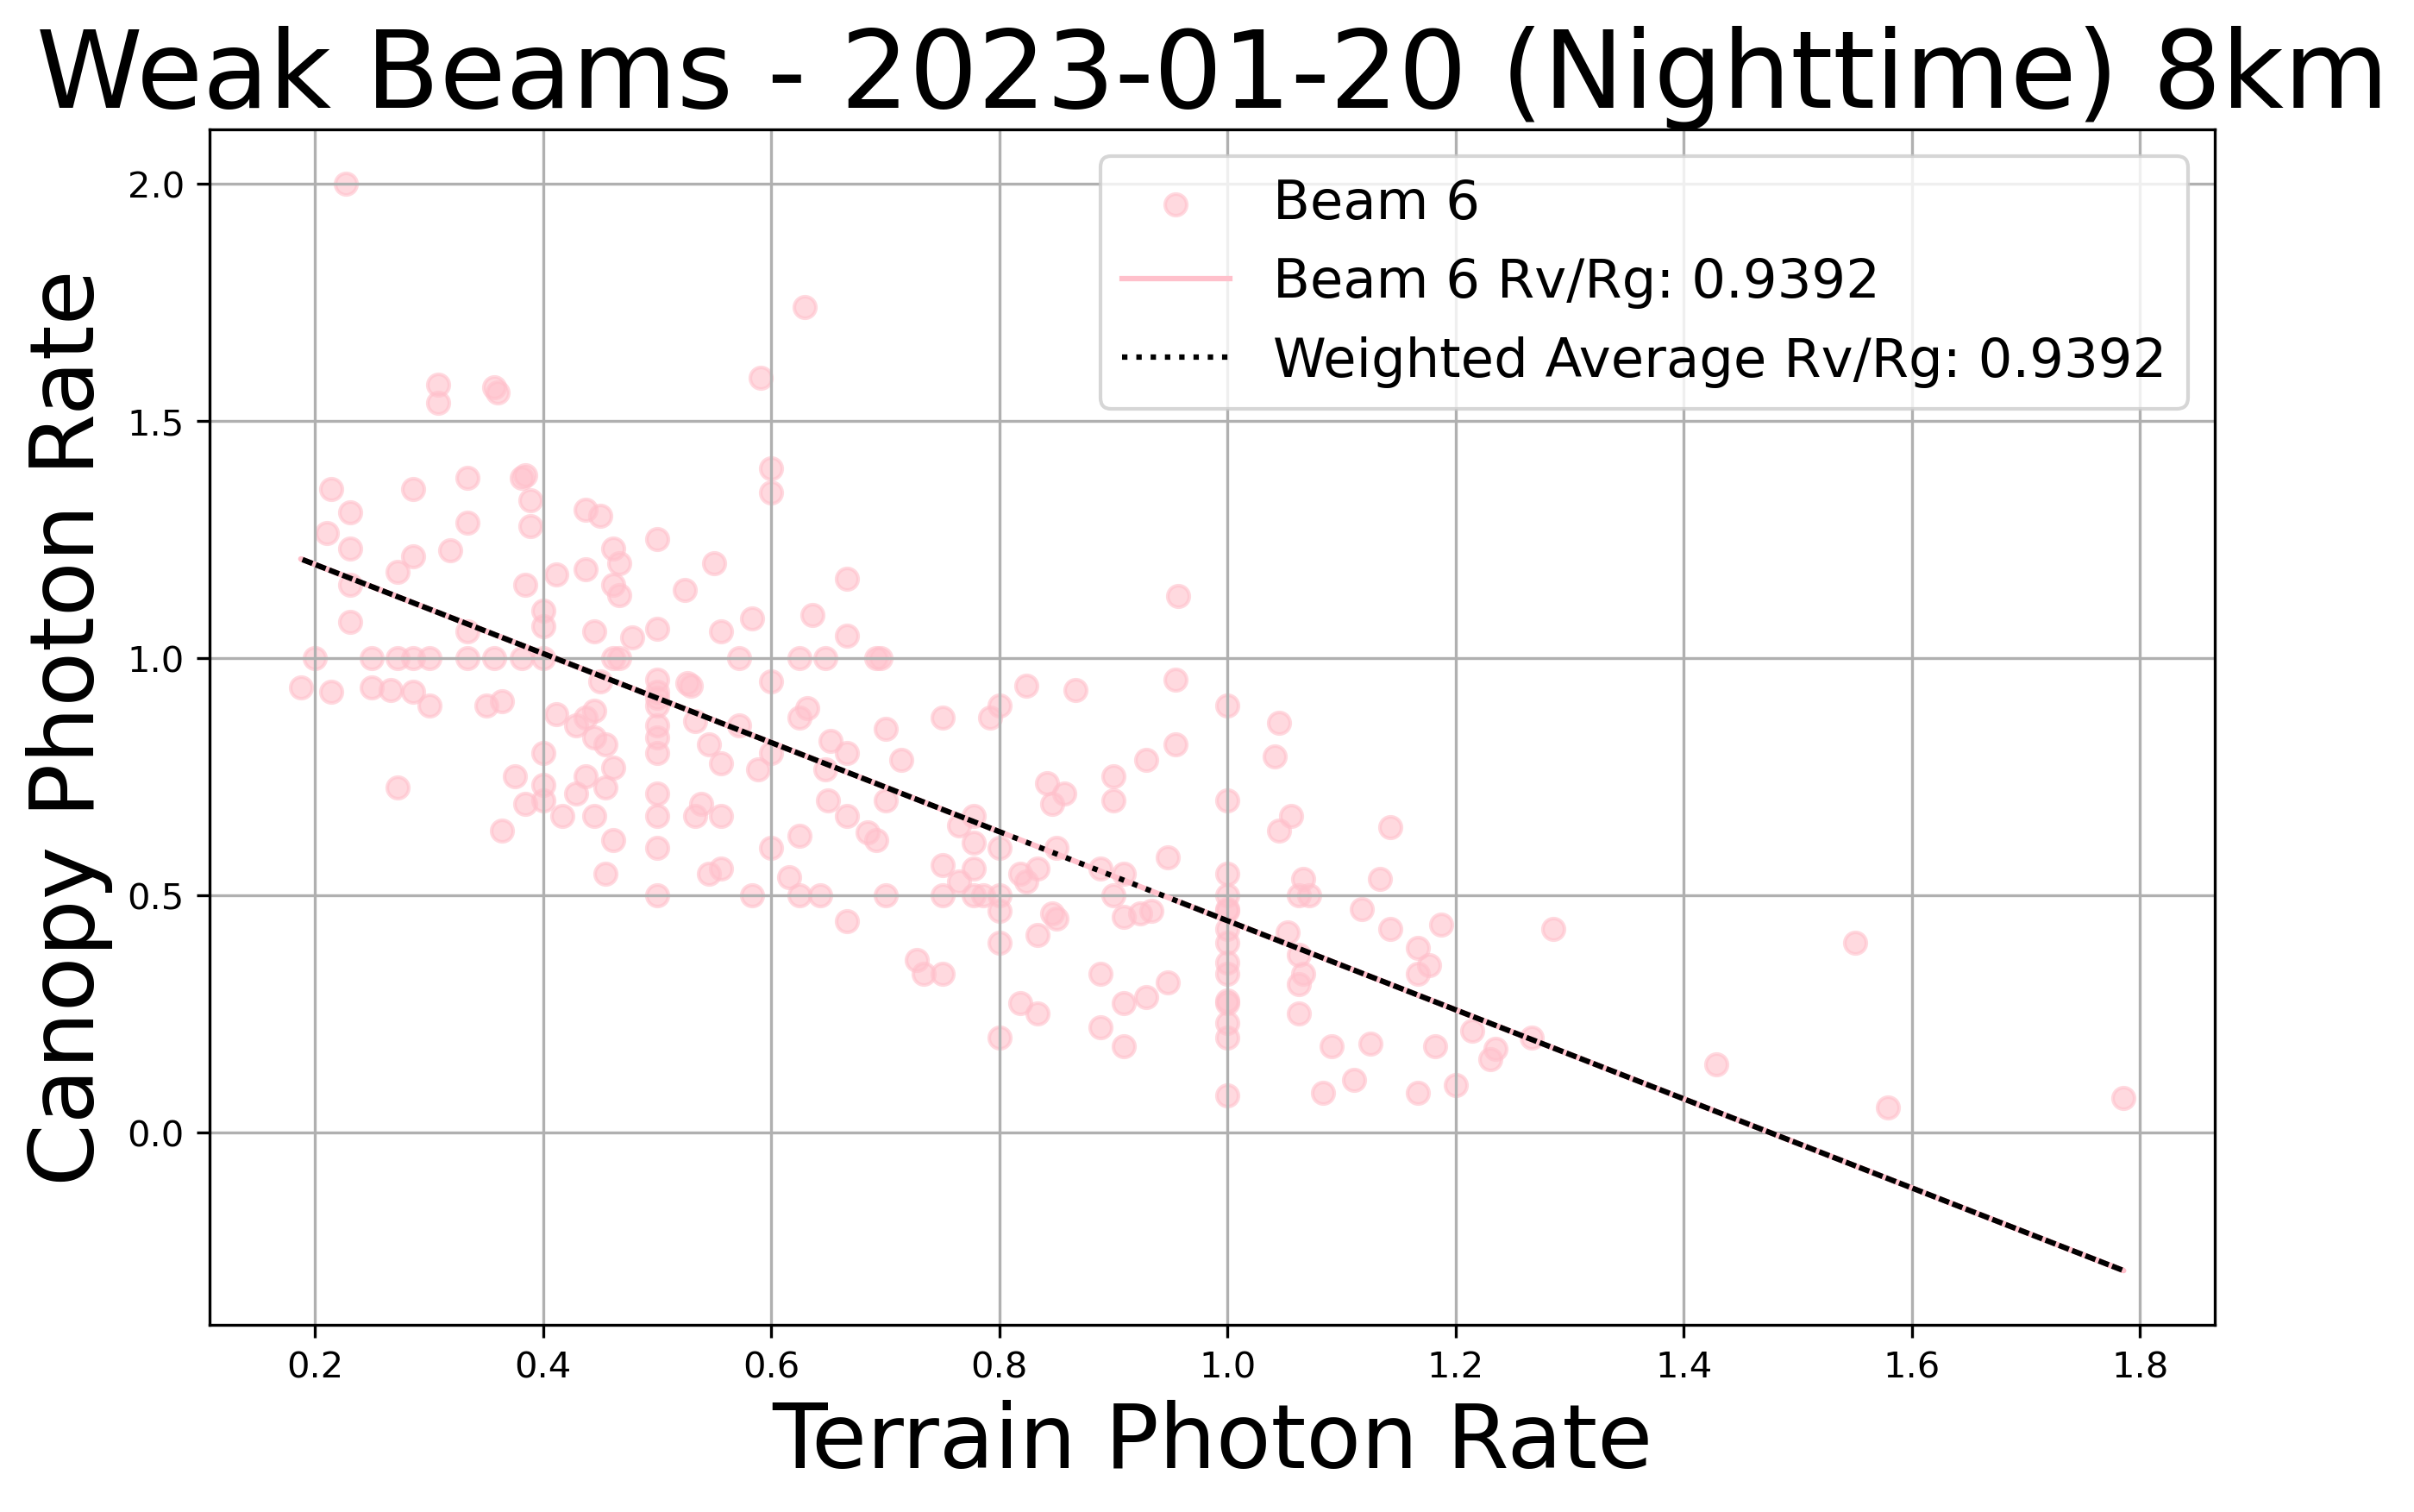 Weak Beams - 2023-01-20 (Nighttime) 8km
Beam 6
Beam 6 Rv/Rg: 0.9392
Weighted Average Rv/Rg: 0.9392
Canopy Photon Rate
2.0
1.5
1.0
0.5
0.0
0.2 0.4 0.6 0.8 1.0 1.2 1.4 1.6 1.8
Terrain Photon Rate